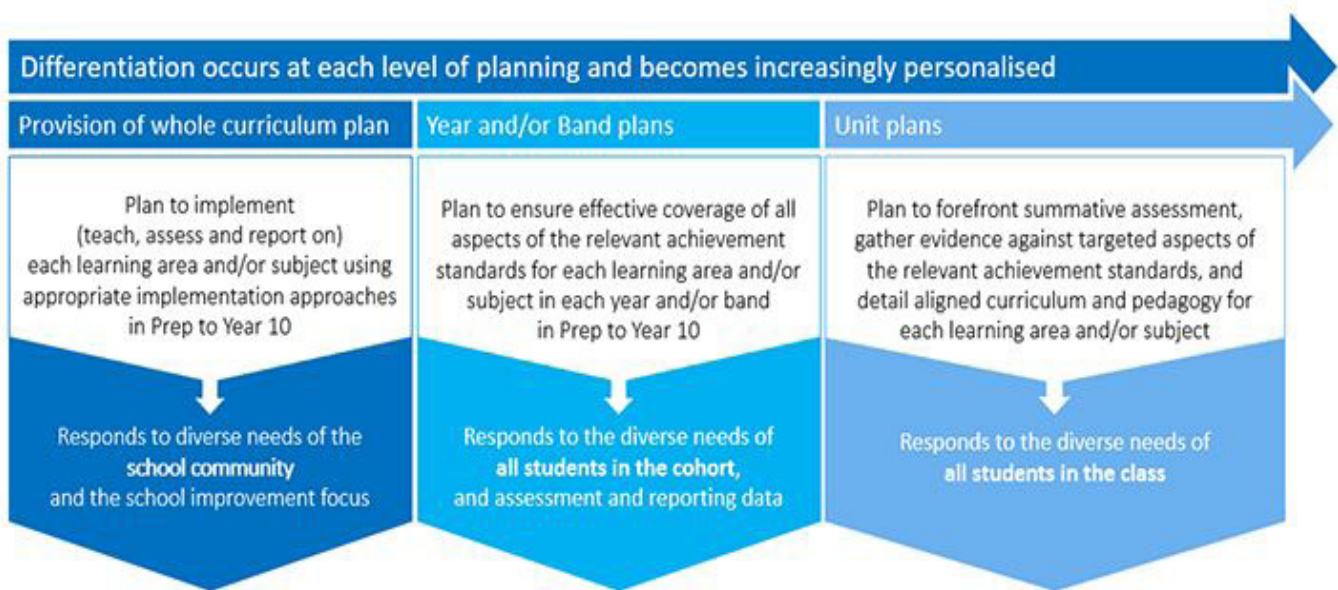 Differentiation occurs at each level of planning and becomes increasingly personalised
Provision of whole curriculum plan
Year and/or Band plans
Unit plans
Plan to implement
(teach, assess and report on)
each learning area and/or subject using
appropriate implementation approaches
in Prep to Year 10
Responds to diverse needs of the
school community
and the school improvement focus
Plan to ensure effective coverage of all
aspects of the relevant achievement
standards for each learning area and/or
subject in each year and/or band
in Prep to Year 10
Responds to the diverse needs of
all students in the cohort,
and assessment and reporting data
Plan to forefront summative assessment,
gather evidence against targeted aspects of
the relevant achievement standards, and
detail aligned curriculum and pedagogy for
each learning area and/or subject
Responds to the diverse needs of
all students in the class